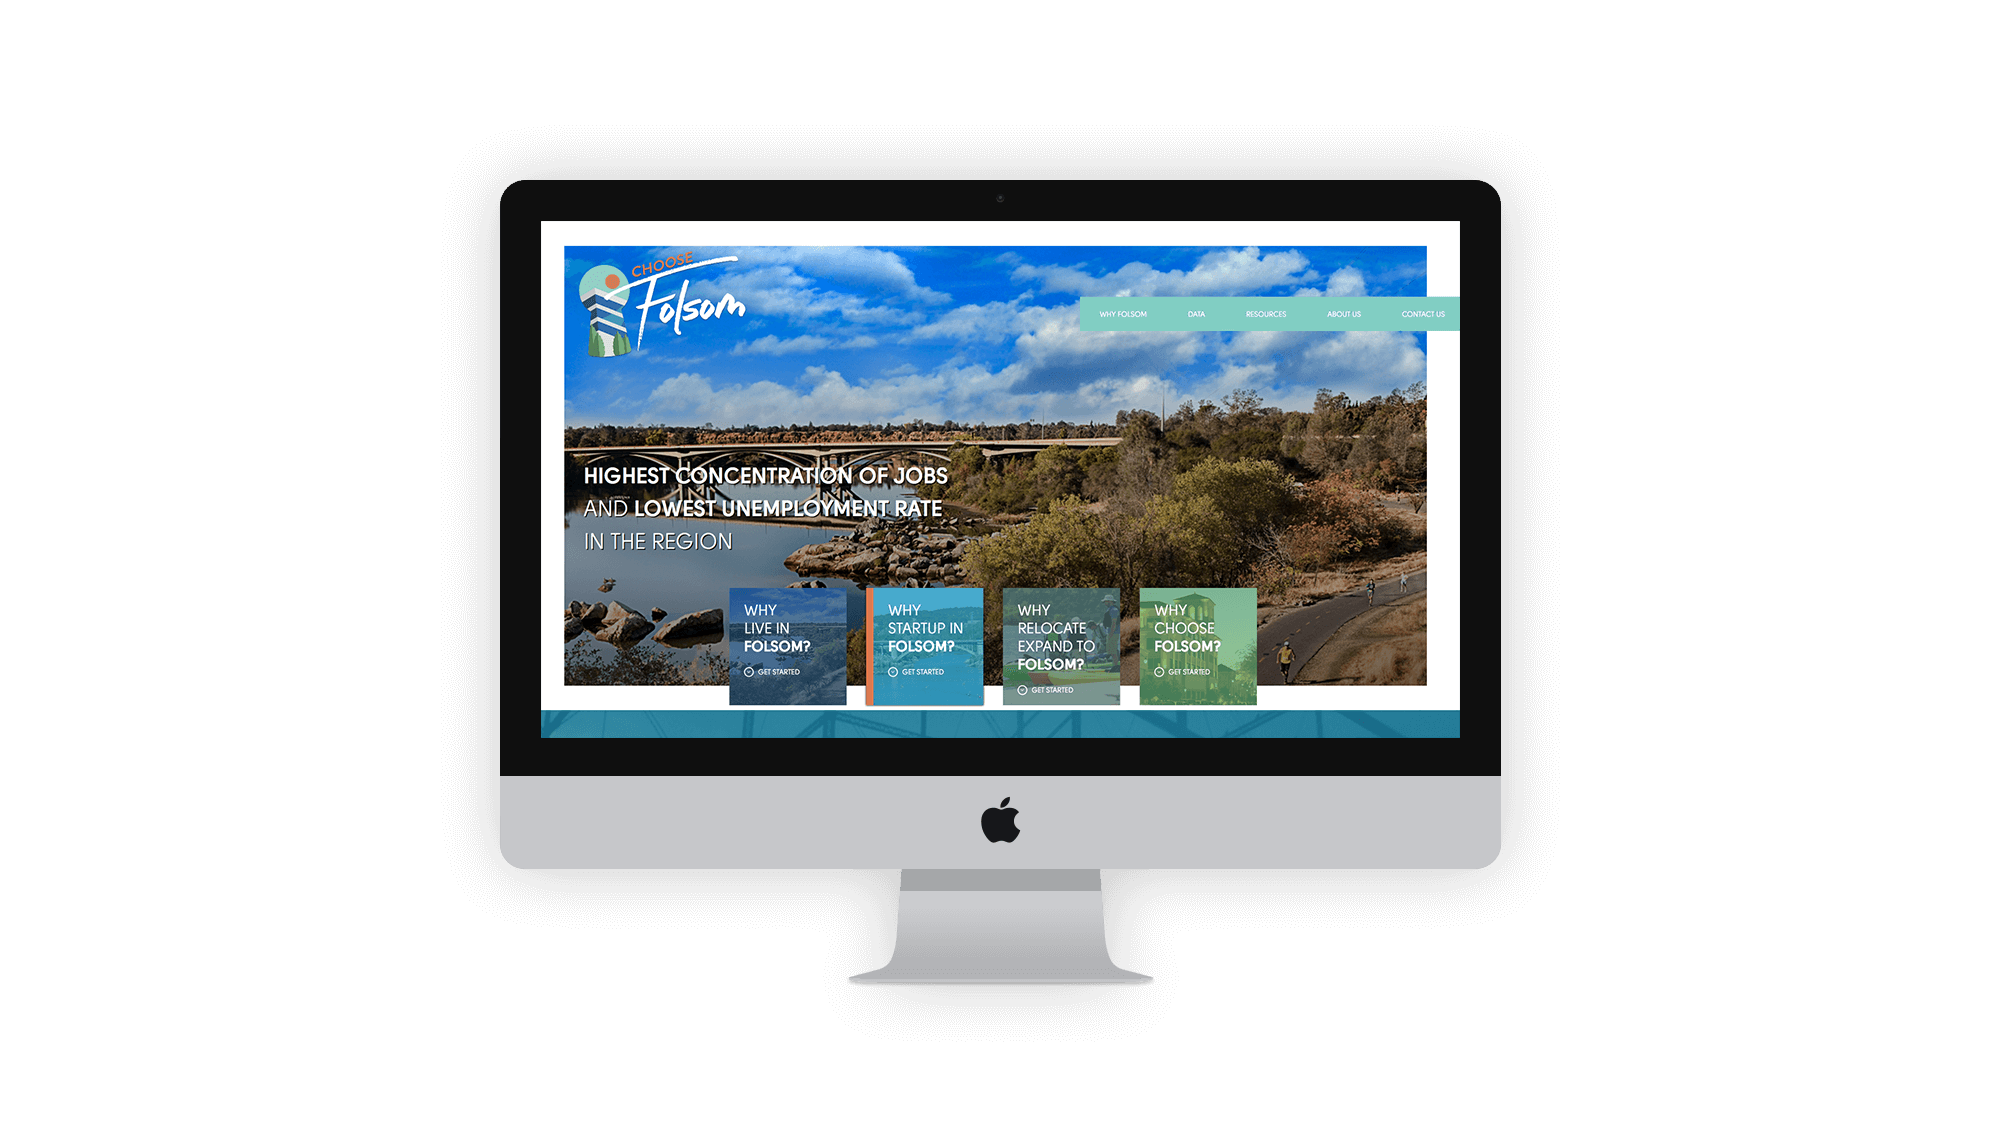 CHOOSE
Folsom
WHY FOLSOM
DATA
RESOURCES
ABOUT US
CONTACT US
HIGHEST CONCENTRATION OF JOBS
AND LOWEST UNEMPLOYMENT RATE
IN THE REGION
WHY
LIVE IN
FOLSOM?
GET STARTED
WHY
STARTUP IN
FOLSOM?
GET STARTED
WHY
RELOCATE
EXPAND TO
FOLSOM?
GET STARTED
WHY
CHOOSE
FOLSOM?
GET STARTED